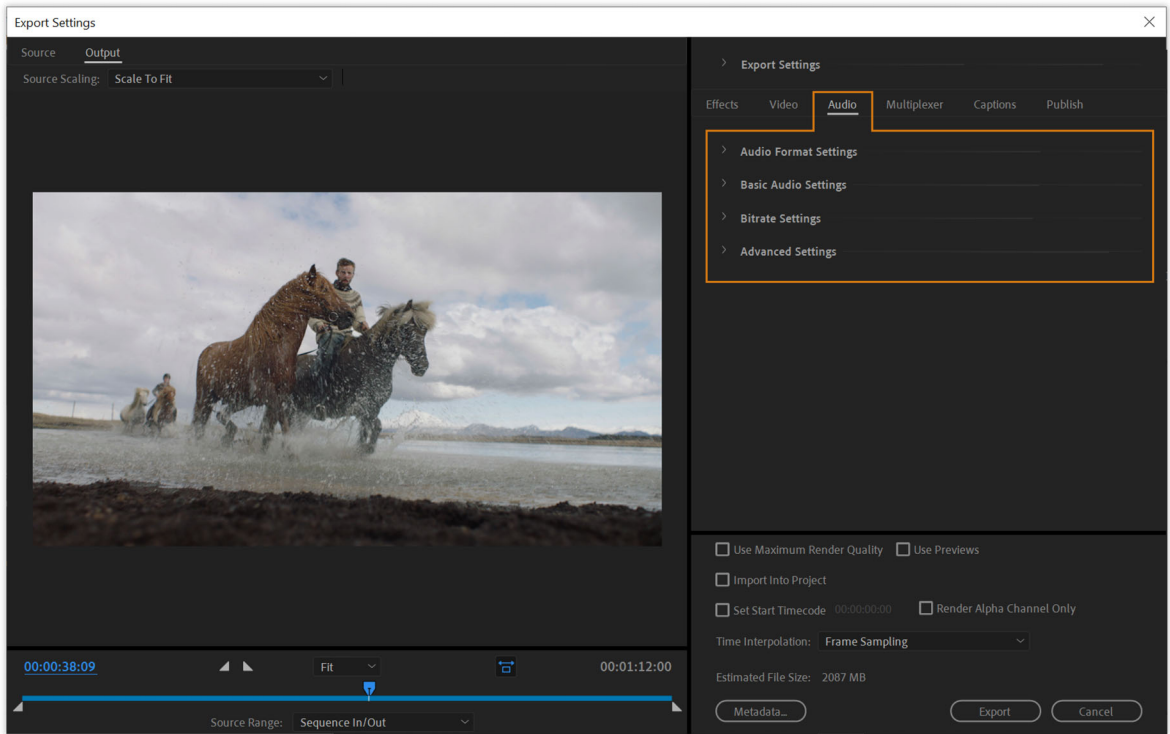 Export Settings
Source Output
Source Scaling: Scale To Fit
Export Settings
Effects Video Audio Multiplexer Captions Publish
Audio Format Settings
Basic Audio Settings
Bitrate Settings
Advanced Settings
Use Maximum Render Quality Use Previews
Import Into Project
Set Start Timecode 00:00:00:00 Render Alpha Channel Only
Time Interpolation: Frame Sampling
Estimated File Size: 2087 MB
Metadata... Export Cancel
00:00:38:09 Fit 00:01:12:00
Source Range: Sequence In/Out